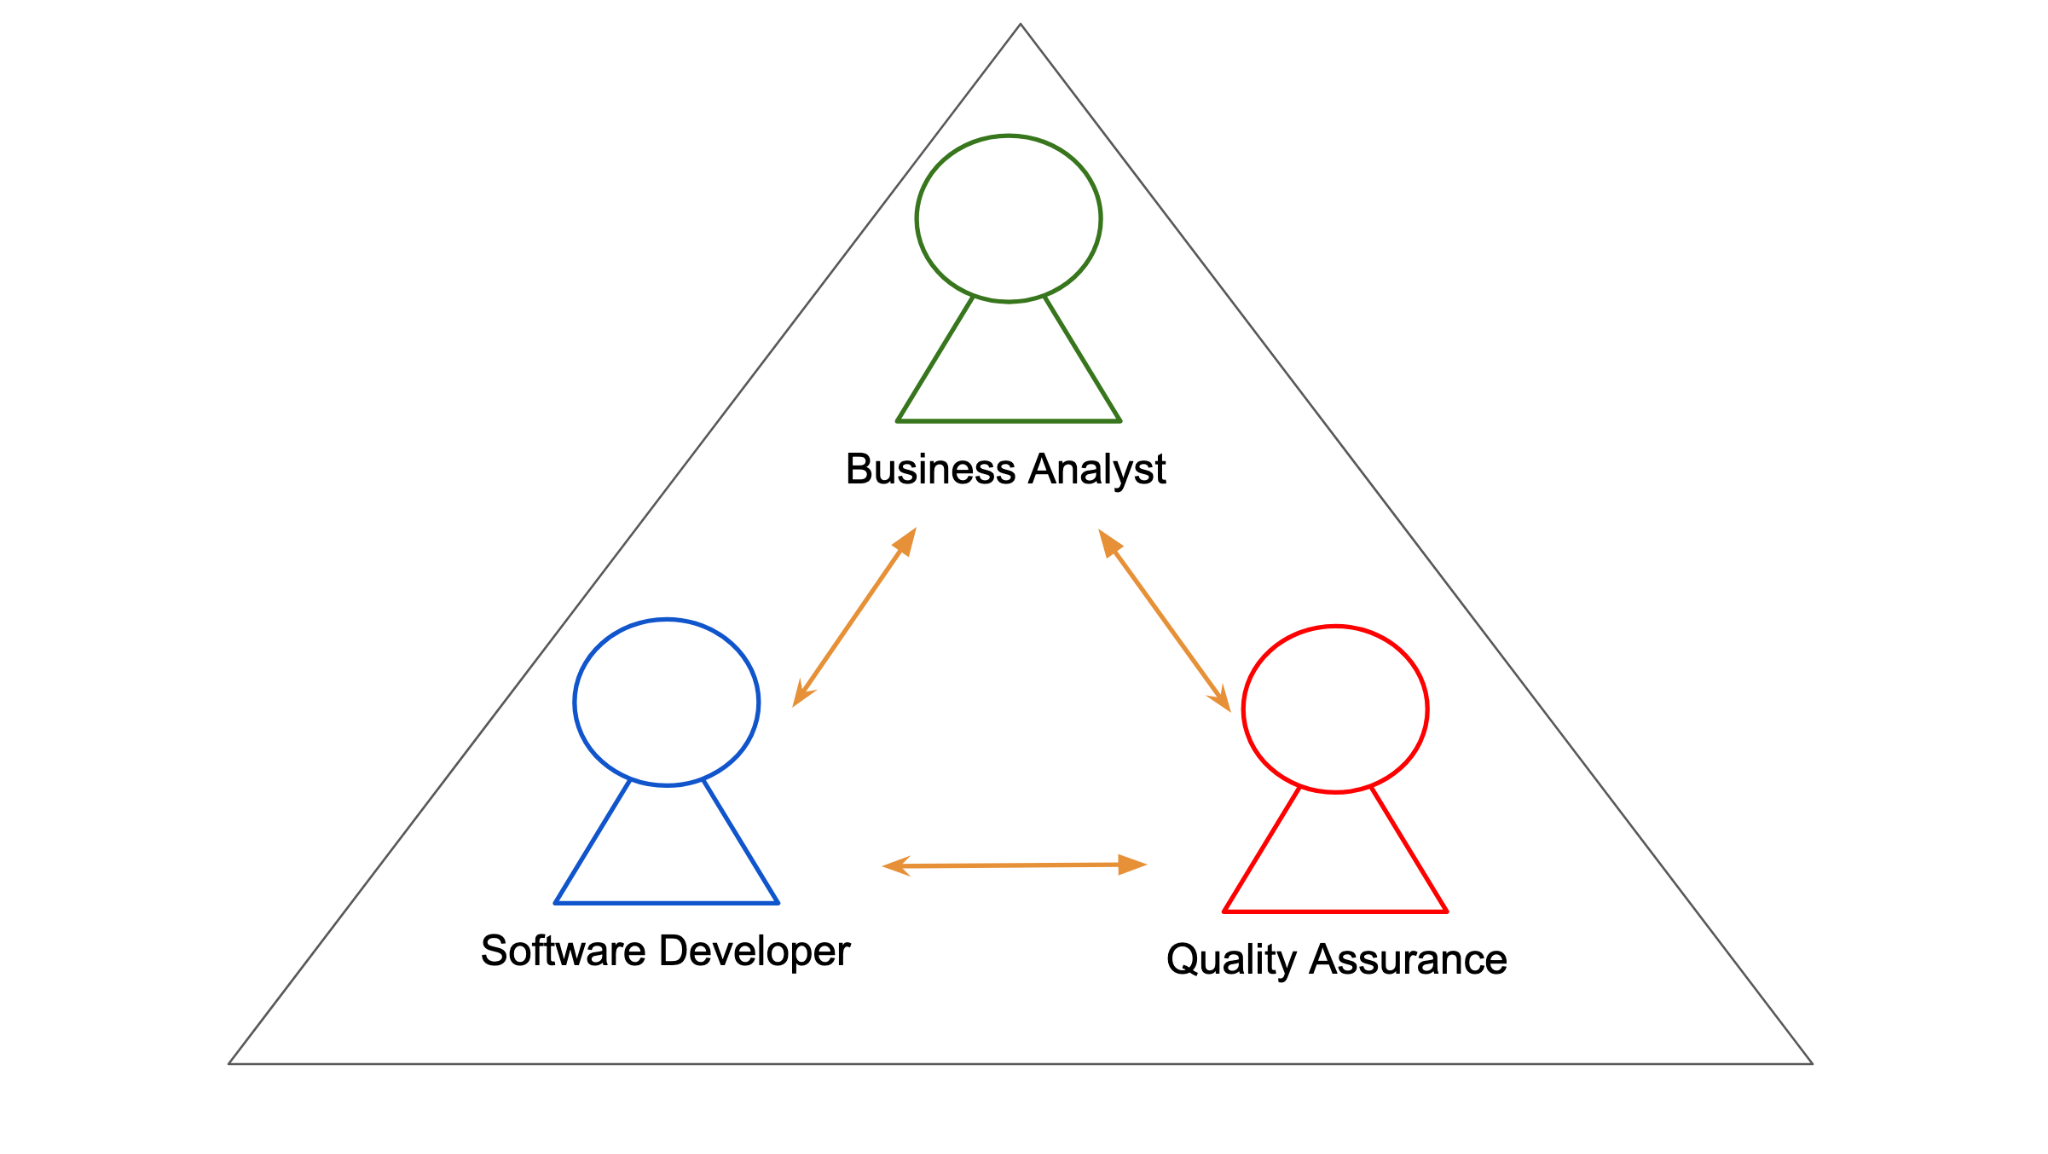 Business Analyst
Software Developer
Quality Assurance